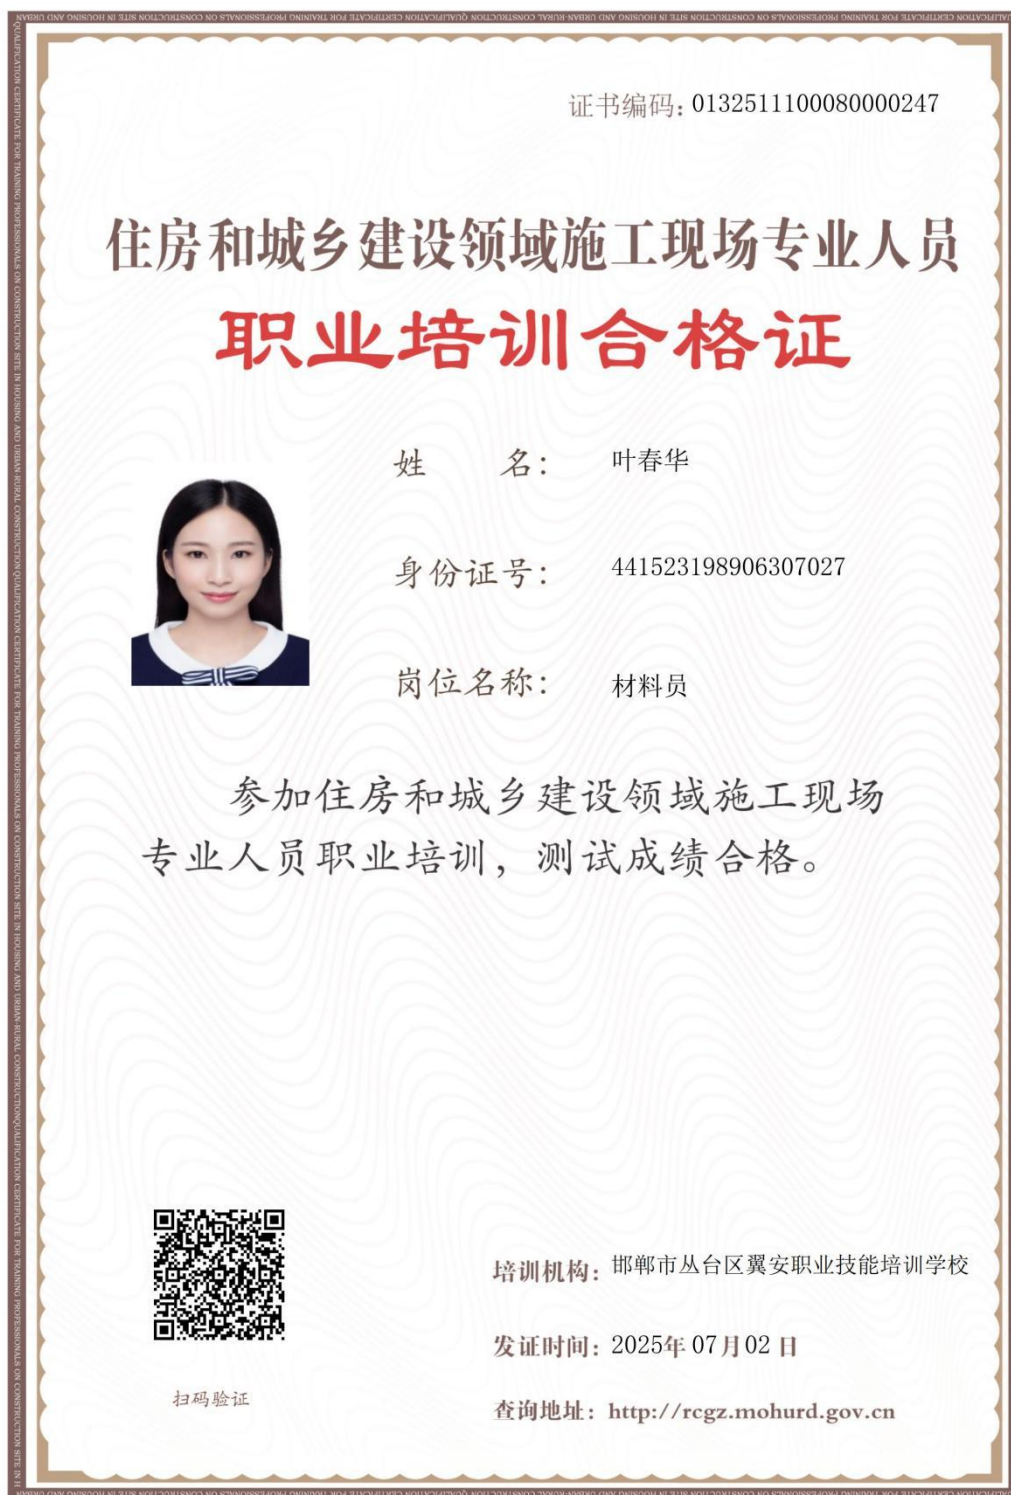 证书编码：0132511100080000247
住房和城乡建设领域施工现场专业人员
职业培训合格证
姓 名： 叶春华
身份证号： 441523198906307027
岗位名称： 材料员
参加住房和城乡建设领域施工现场
专业人员职业培训，测试成绩合格。
培训机构：邯郸市丛台区翼安职业技能培训学校
发证时间：2025年 07月02 日
扫码验证
查询地址：http://rcgz.mohurd.gov.cn